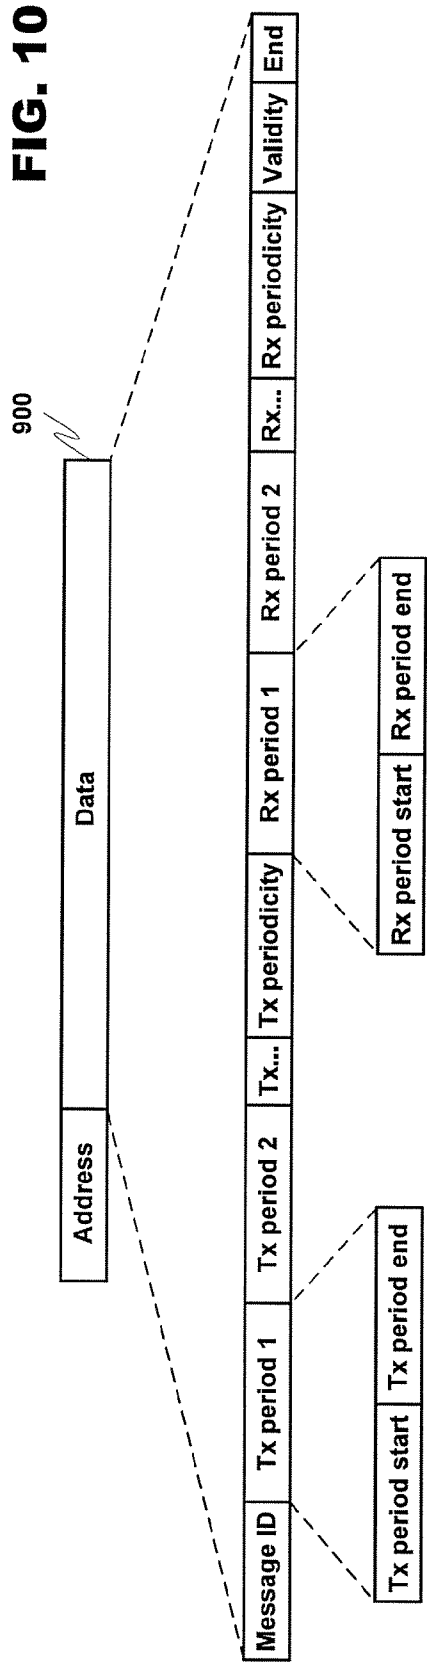 FIG. 10
900
Address
Data
Message ID
Tx period 1
Tx period 2
Tx...
Tx periodicity
Rx period 1
Rx period 2
Rx...
Rx periodicity
Validity
End
Tx period start
Tx period end
Rx period start
Rx period end